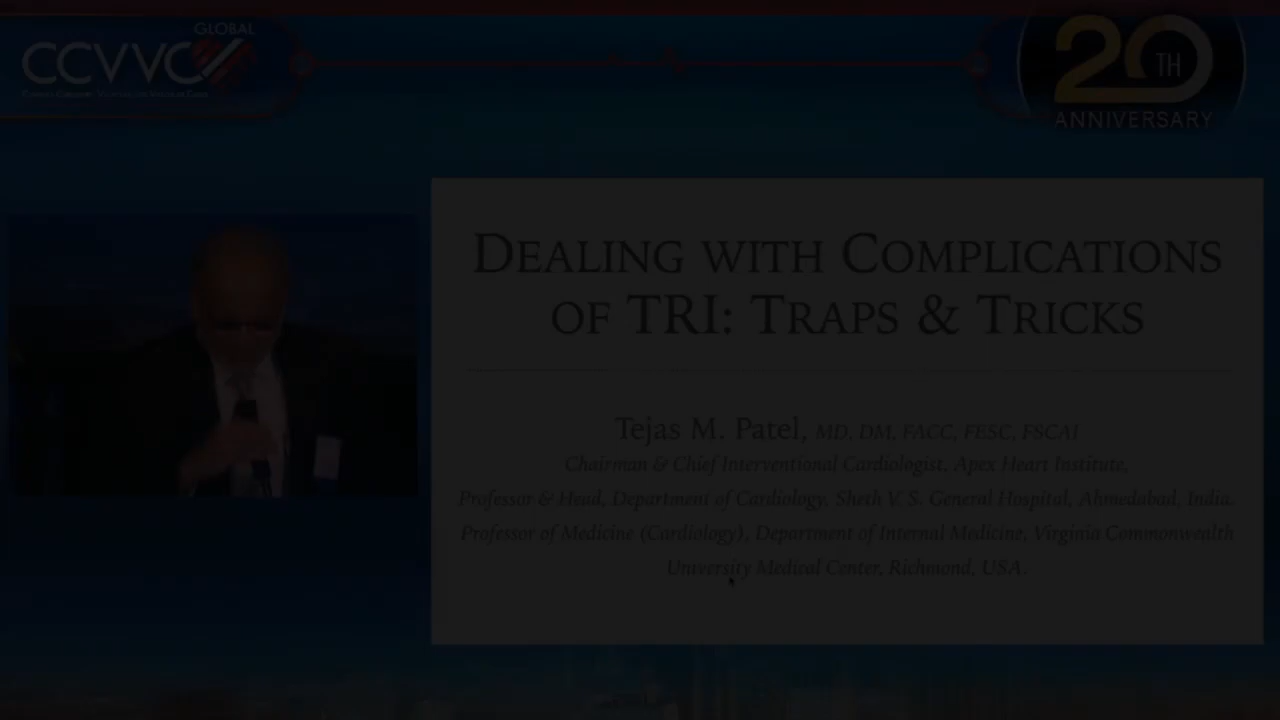 GLOBAL
CCVVC
20TH
ANNIVERSARY
DEALING WITH COMPLICATIONS
OF TRI: TRAPS & TRICKS
Tejas M. Patel, MD, DM, FACC, FESC, FSCAI
Chairman & Chief Interventional Cardiologist, Apex Heart Institute,
Professor & Head, Department of Cardiology, Sheth V. S. General Hospital, Ahmedabad, India.
Professor of Medicine (Cardiology), Department of Internal Medicine, Virginia Commonwealth
University Medical Center, Richmond, USA.